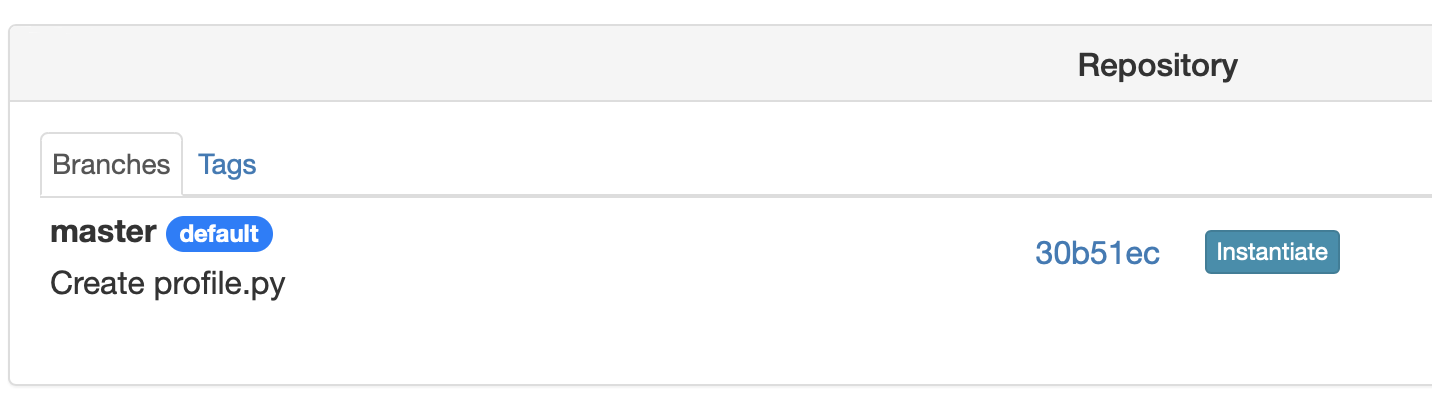 Repository
Branches Tags
master default
30b51ec Instantiate
Create profile.py